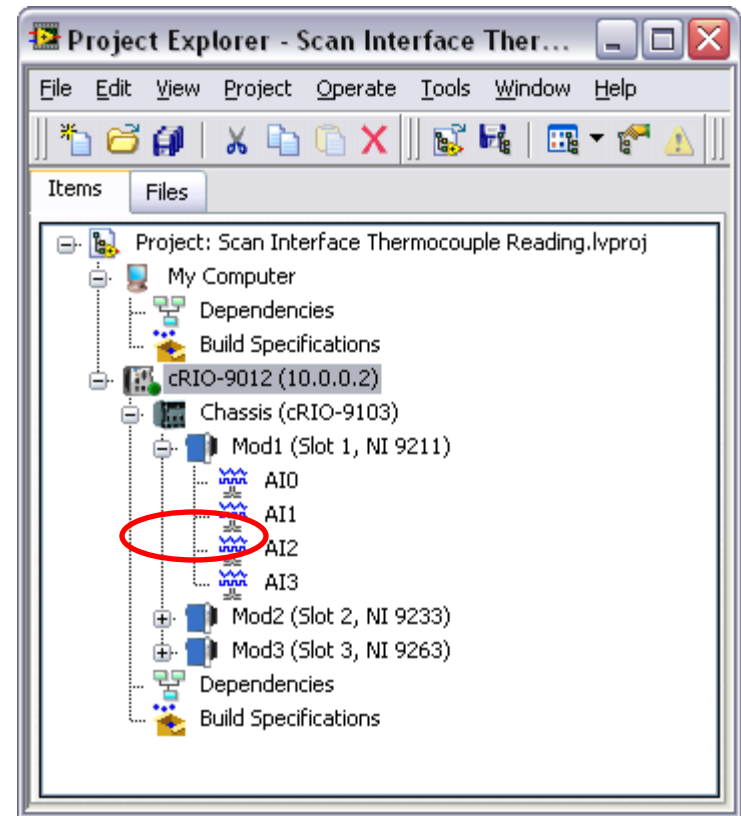 Project Explorer - Scan Interface Ther...
File Edit View Project Operate Tools Window Help
Items Files
Project: Scan Interface Thermocouple Reading.lvproj
My Computer
Dependencies
Build Specifications
cRIO-9012 (10.0.0.2)
Chassis (cRIO-9103)
Mod1 (Slot 1, NI 9211)
AI0
AI1
AI2
AI3
Mod2 (Slot 2, NI 9233)
Mod3 (Slot 3, NI 9263)
Dependencies
Build Specifications